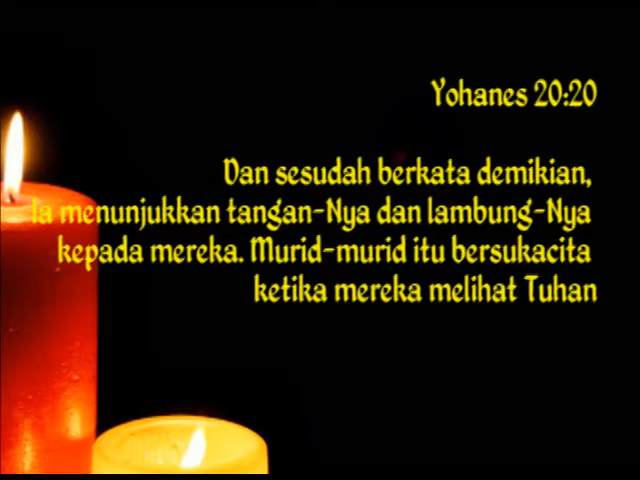 Yohanes 20:20
Dan sesudah berkata demikian,
Ia menunjukkan tangan-Nya dan lambung-Nya
kepada mereka. Murid-murid itu bersukacita
ketika mereka melihat Tuhan